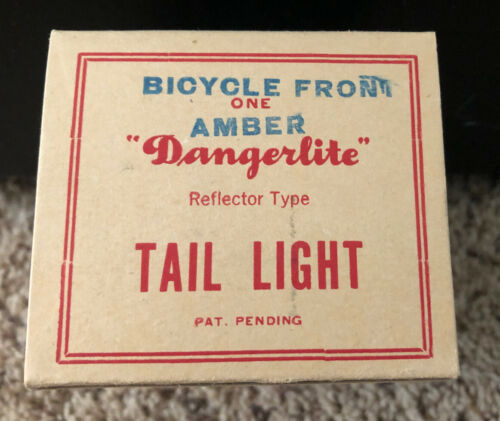 BICYCLE FRONT
ONE
AMBER
"Dangerlite"
Reflector Type
TAIL LIGHT
PAT. PENDING